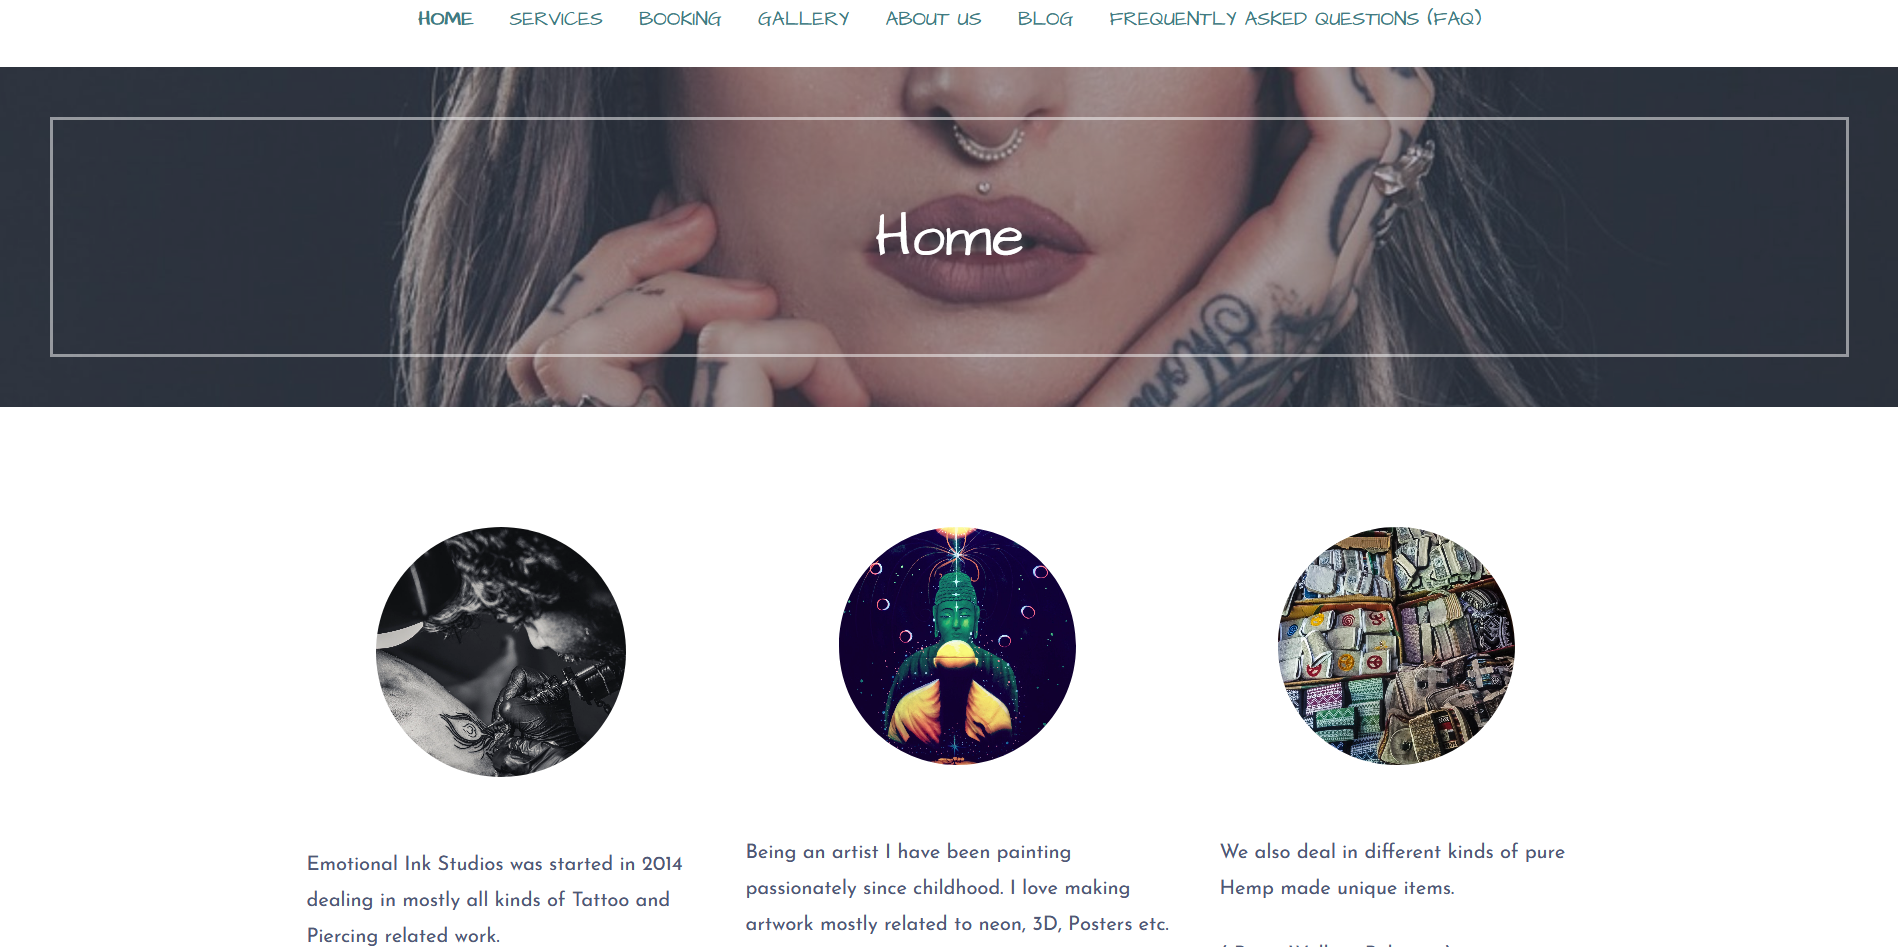 HOME SERVICES BOOKING GALLERY ABOUT US BLOG FREQUENTLY ASKED QUESTIONS (FAQ)
Home
Emotional Ink Studios was started in 2014
dealing in mostly all kinds of Tattoo and
Piercing related work.
Being an artist I have been painting
passionately since childhood. I love making
artwork mostly related to neon, 3D, Posters etc.
We also deal in different kinds of pure
Hemp made unique items.